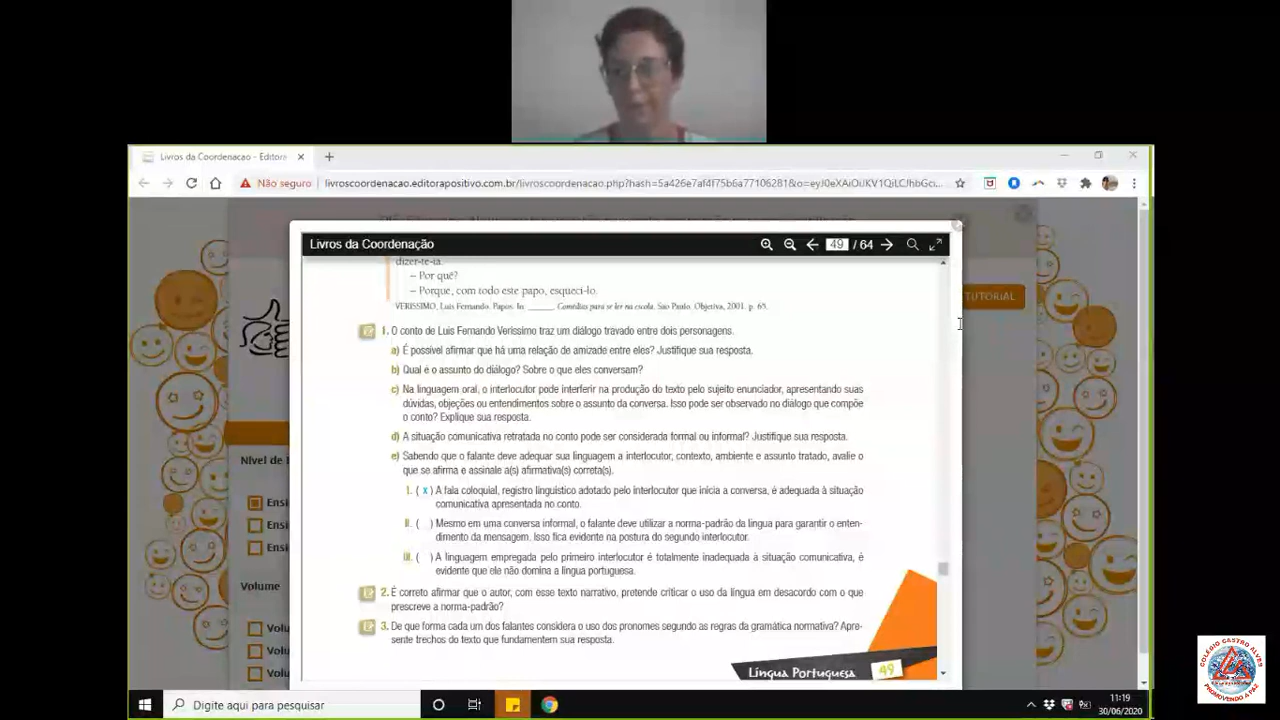 Livros da Coordenacao - Editora
Não seguro
livroscoordenacao.editorapositivo.com.br/livroscoordenacao.php?hash=
Livros da Coordenação
49 / 64
TUTORIAL
dizer-te-ia.
– Por quê?
– Porque, com todo este papo, esqueci-lo.
VERISSIMO, Luis Fernando. Papos. In: ______ Comédias para se ler na escola. São Paulo: Objetiva, 2001. p. 65.
1. O conto de Luis Fernando Verissimo traz um diálogo travado entre dois personagens.
a) É possível afirmar que há uma relação de amizade entre eles? Justifique sua resposta.
b) Qual é o assunto do diálogo? Sobre o que eles conversam?
c) Na linguagem oral, o interlocutor pode interferir na produção do texto pelo sujeito enunciador, apresentando suas
dúvidas, objeções ou entendimentos sobre o assunto da conversa. Isso pode ser observado no diálogo que compõe
o conto? Explique sua resposta.
d) A situação comunicativa retratada no conto pode ser considerada formal ou informal? Justifique sua resposta.
e) Sabendo que o falante deve adequar sua linguagem a interlocutor, contexto, ambiente e assunto tratado, avalie o
que se afirma e assinale a(s) afirmativa(s) correta(s).
I. ( x ) A fala coloquial, registro linguístico adotado pelo interlocutor que inicia a conversa, é adequada à situação
comunicativa apresentada no conto.
II. ( ) Mesmo em uma conversa informal, o falante deve utilizar a norma-padrão da língua para garantir o enten-
dimento da mensagem. Isso fica evidente na postura do segundo interlocutor.
III. ( ) A linguagem empregada pelo primeiro interlocutor é totalmente inadequada à situação comunicativa, é
evidente que ele não domina a língua portuguesa.
2. É correto afirmar que o autor, com esse texto narrativo, pretende criticar o uso da língua em desacordo com o que
prescreve a norma-padrão?
3. De que forma cada um dos falantes considera o uso dos pronomes segundo as regras da gramática normativa? Apre-
sente trechos do texto que fundamentem sua resposta.
Língua Portuguesa 49
Nível de
Ensi
Ensi
Ensi
Volume
Volu
Volu
Volu
Digite aqui para pesquisar
11:19
30/06/2020
COLÉGIO CASTRO ALVES
PROMOVENDO A PAZ